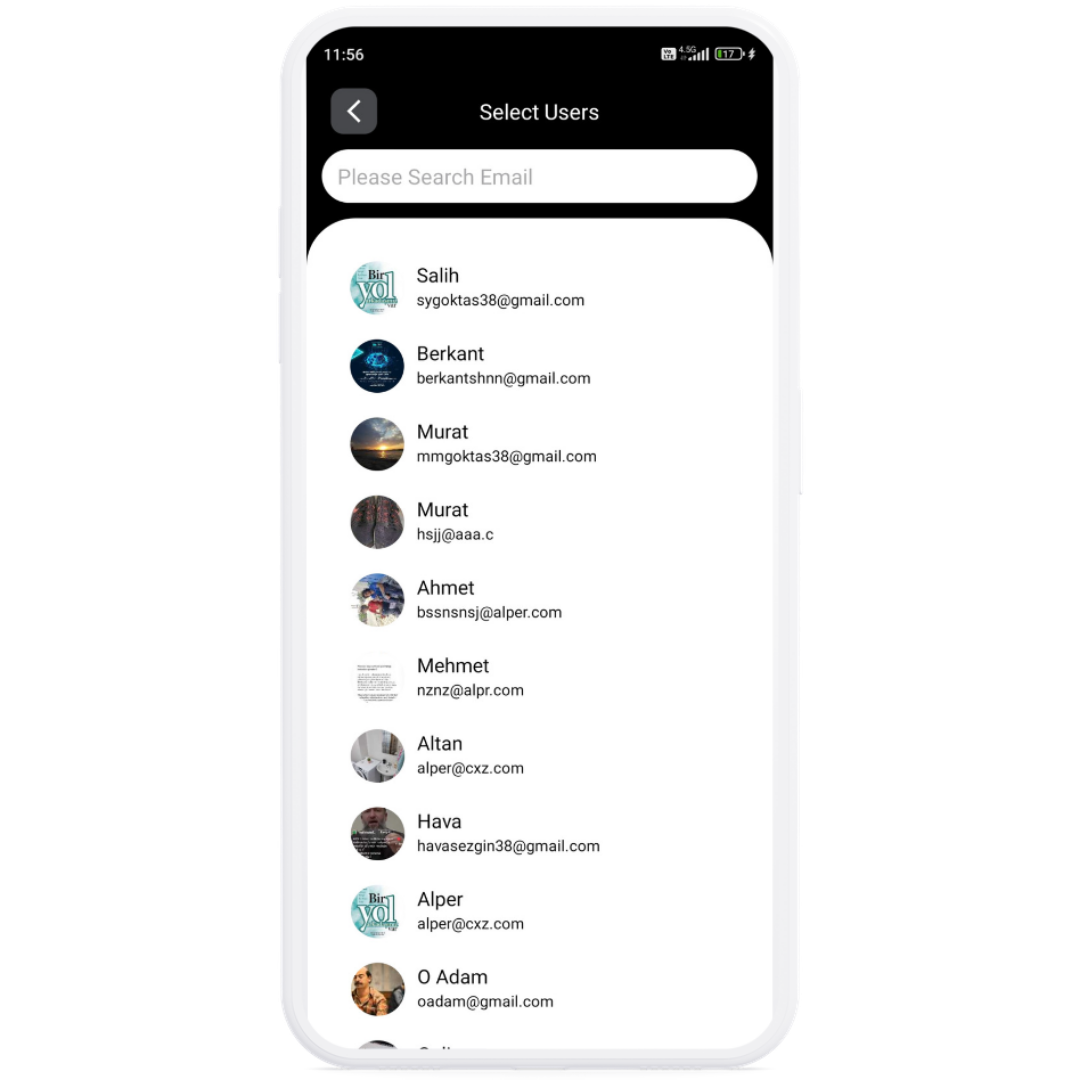 11:56
Vo LTE 4.5G 17
Select Users
Please Search Email
Bir
yol
Salih
sygoktas38@gmail.com
Berkant
berkantshnn@gmail.com
Murat
mmgoktas38@gmail.com
Murat
hsjj@aaa.c
Ahmet
bssnsnsj@alper.com
Mehmet
nznz@alpr.com
Altan
alper@cxz.com
Hava
havasezgin38@gmail.com
Bir
yol
Alper
alper@cxz.com
O Adam
oadam@gmail.com